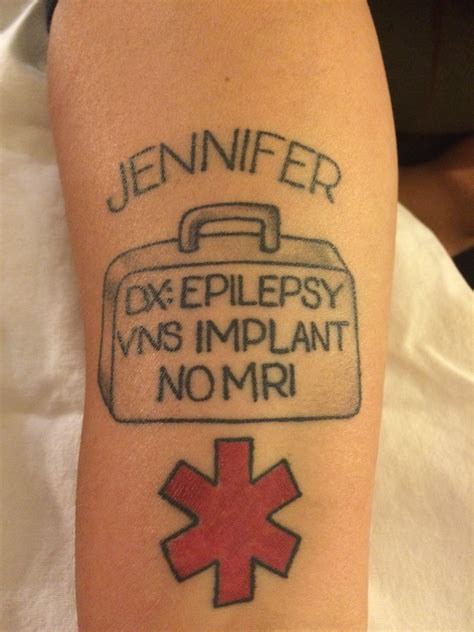 JENNIFER
DX: EPILEPSY
VNS IMPLANT
NO MRI